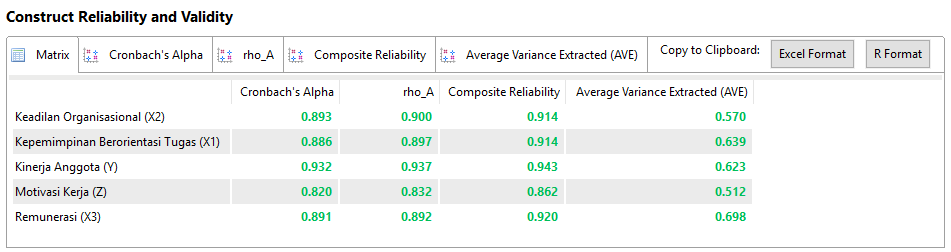 Construct Reliability and Validity
Matrix Cronbach's Alpha rho_A Composite Reliability Average Variance Extracted (AVE) Copy to Clipboard: Excel Format R Format
Cronbach's Alpha rho_A Composite Reliability Average Variance Extracted (AVE)
Keadilan Organisasional (X2) 0.893 0.900 0.914 0.570
Kepemimpinan Berorientasi Tugas (X1) 0.886 0.897 0.914 0.639
Kinerja Anggota (Y) 0.932 0.937 0.943 0.623
Motivasi Kerja (Z) 0.820 0.832 0.862 0.512
Remunerasi (X3) 0.891 0.892 0.920 0.698